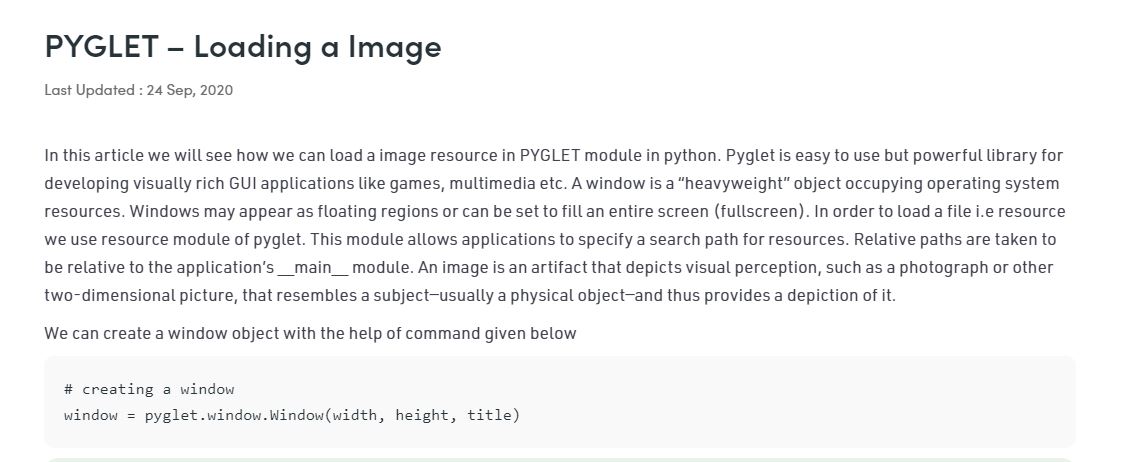 PYGLET – Loading a Image
Last Updated : 24 Sep, 2020
In this article we will see how we can load a image resource in PYGLET module in python. Pyglet is easy to use but powerful library for
developing visually rich GUI applications like games, multimedia etc. A window is a “heavyweight” object occupying operating system
resources. Windows may appear as floating regions or can be set to fill an entire screen (fullscreen). In order to load a file i.e resource
we use resource module of pyglet. This module allows applications to specify a search path for resources. Relative paths are taken to
be relative to the application’s __main__ module. An image is an artifact that depicts visual perception, such as a photograph or other
two-dimensional picture, that resembles a subject—usually a physical object—and thus provides a depiction of it.
We can create a window object with the help of command given below
# creating a window
window = pyglet.window.Window(width, height, title)